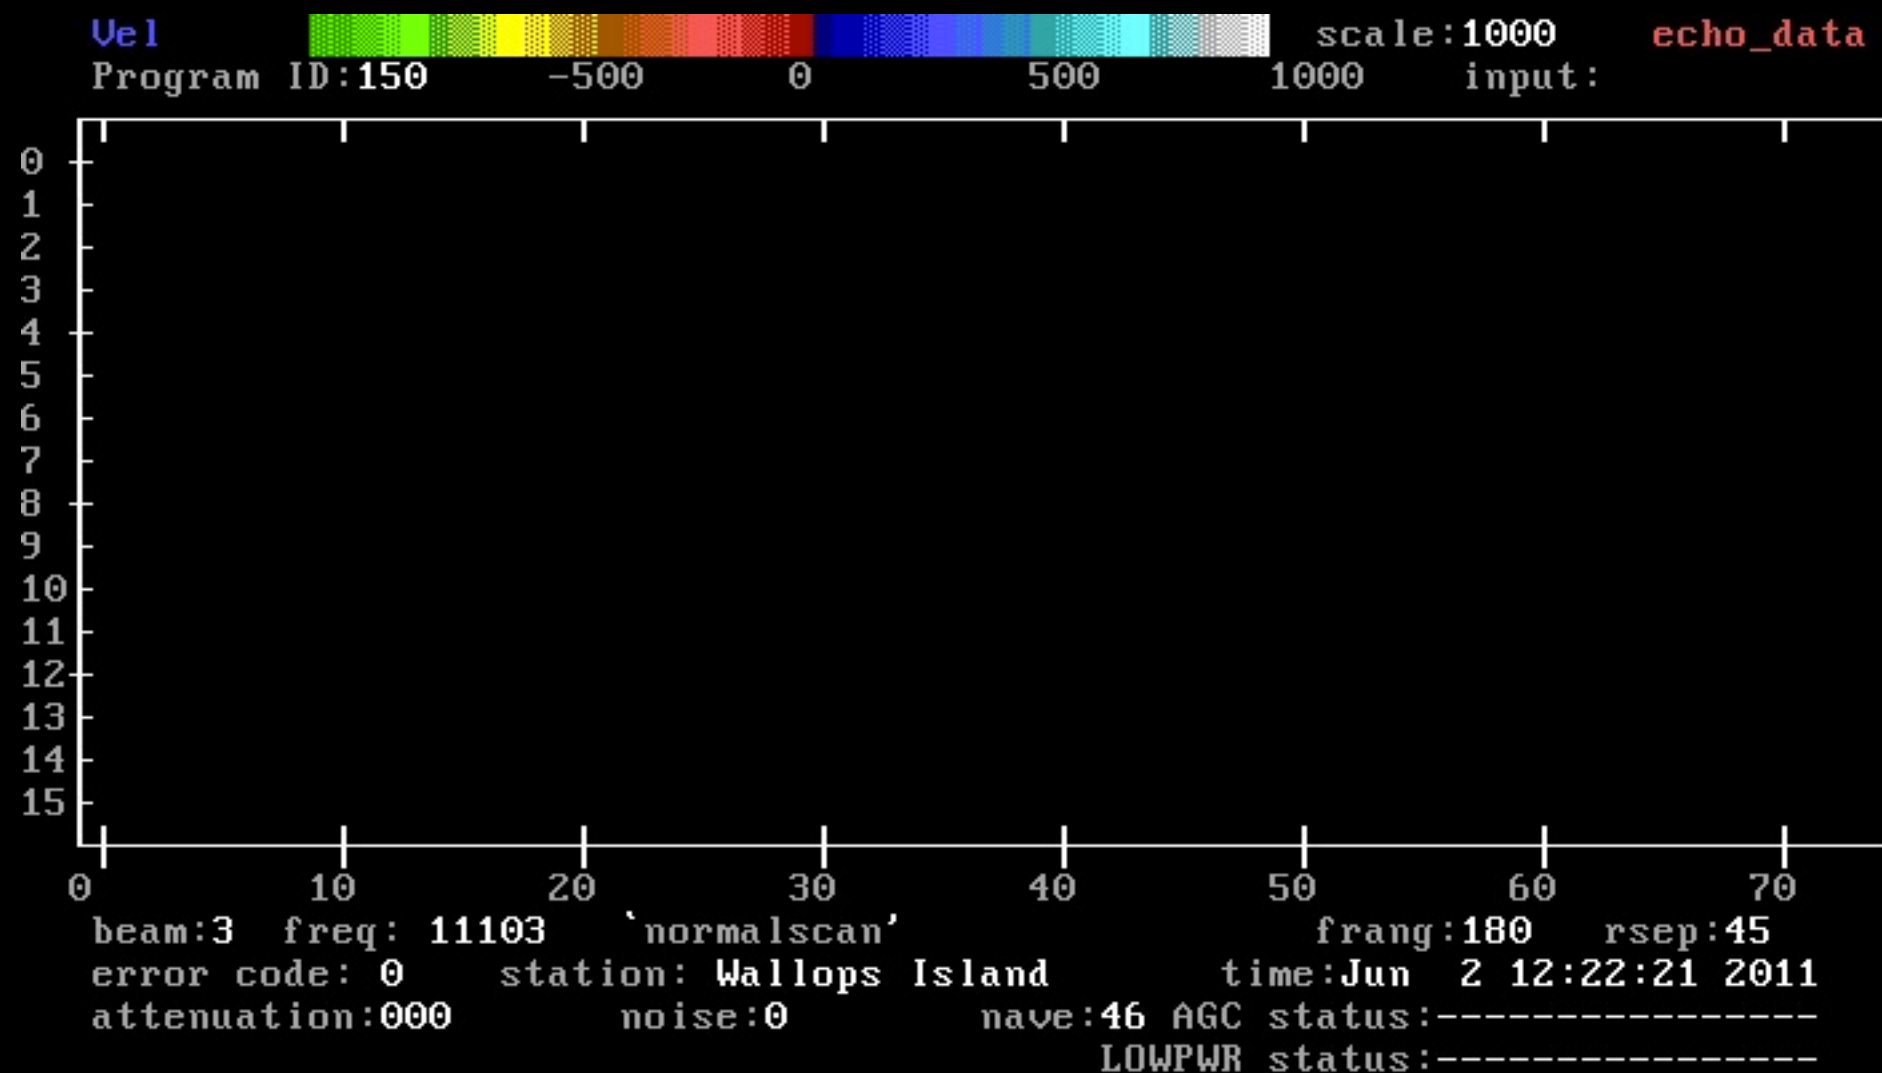 Vel scale:1000 echo_data
Program ID:150 -500 0 500 1000 input:
0
1
2
3
4
5
6
7
8
9
10
11
12
13
14
15
0 10 20 30 40 50 60 70
beam:3 freq: 11103 `normalscan' frang:180 rsep:45
error code: 0 station: Wallops Island time:Jun 2 12:22:21 2011
attenuation:000 noise:0 nave:46 AGC status:----------------
LOWPWR status:----------------